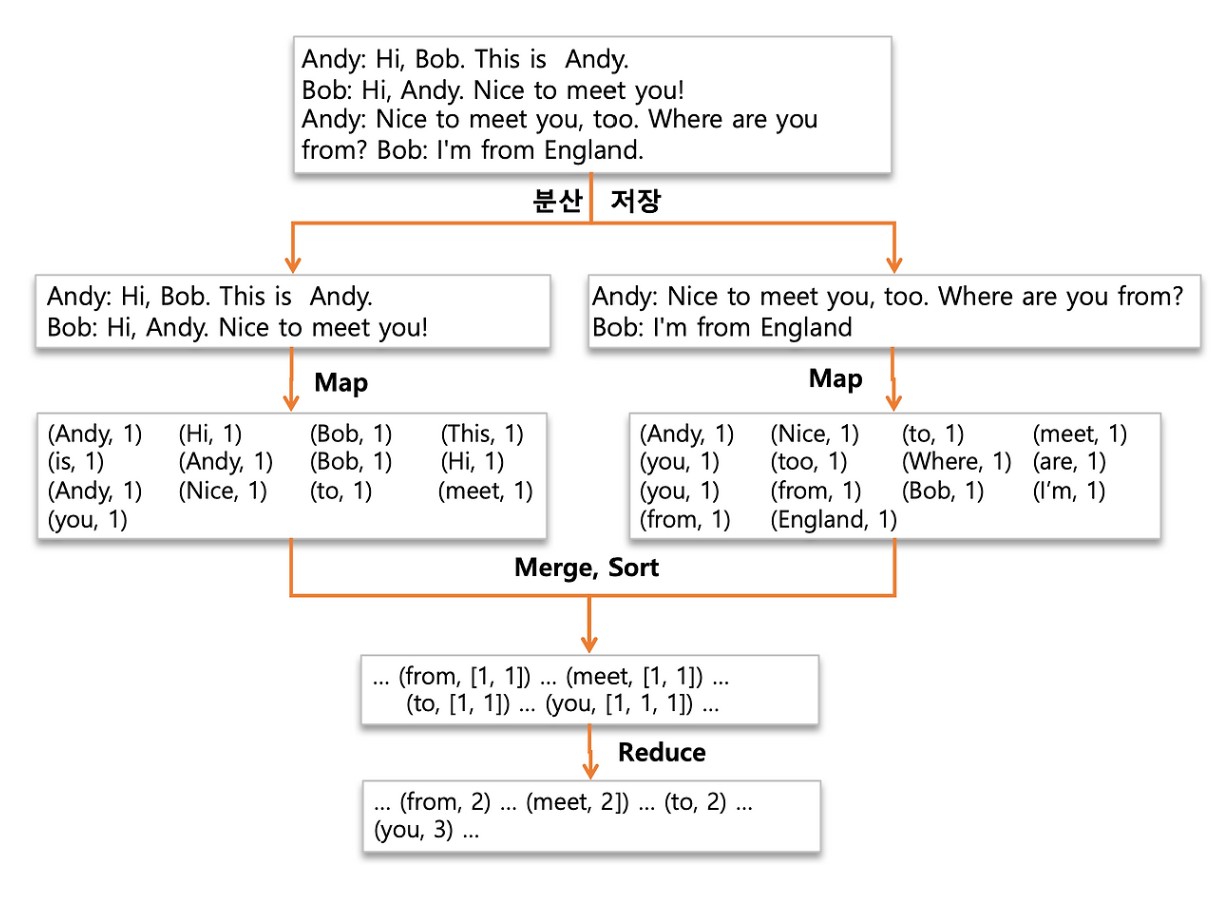 Andy: Hi, Bob. This is  Andy.
Bob: Hi, Andy. Nice to meet you!
Andy: Nice to meet you, too. Where are you
from? Bob: I'm from England.
분산 저장
Andy: Hi, Bob. This is  Andy.
Bob: Hi, Andy. Nice to meet you!
Andy: Nice to meet you, too. Where are you from?
Bob: I'm from England
Map
Map
(Andy, 1) (Hi, 1) (Bob, 1) (This, 1)
(is, 1) (Andy, 1) (Bob, 1) (Hi, 1)
(Andy, 1) (Nice, 1) (to, 1) (meet, 1)
(you, 1)
(Andy, 1) (Nice, 1) (to, 1) (meet, 1)
(you, 1) (too, 1) (Where, 1) (are, 1)
(you, 1) (from, 1) (Bob, 1) (I’m, 1)
(from, 1) (England, 1)
Merge, Sort
... (from, [1, 1]) ... (meet, [1, 1]) ...
(to, [1, 1]) ... (you, [1, 1, 1]) ...
Reduce
... (from, 2) ... (meet, 2]) ... (to, 2) ...
(you, 3) ...